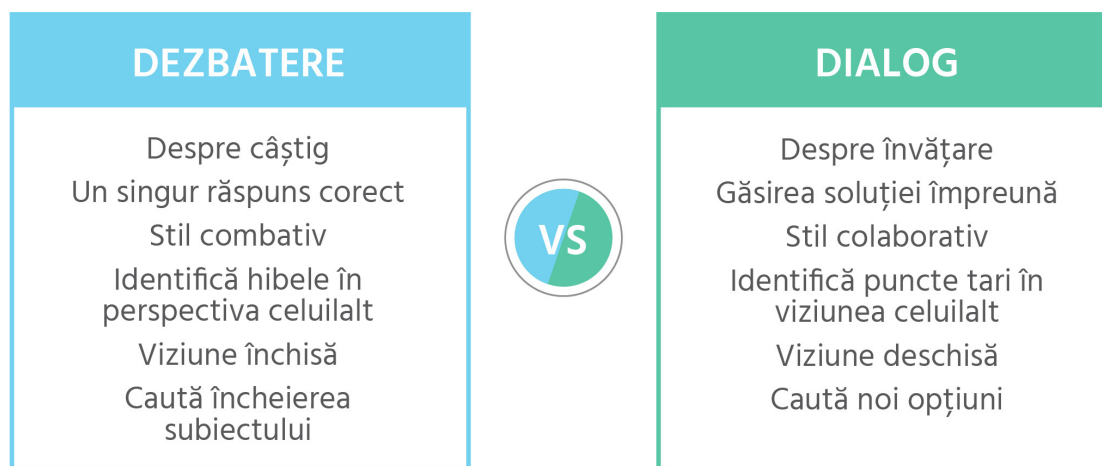 DEZBATERE
Despre câștig
Un singur răspuns corect
Stil combativ
Identifică hibele în
perspectiva celuilalt
Viziune închisă
Caută încheierea
subiectului
VS
DIALOG
Despre învățare
Găsirea soluției împreună
Stil colaborativ
Identifică puncte tari în
viziunea celuilalt
Viziune deschisă
Caută noi opțiuni